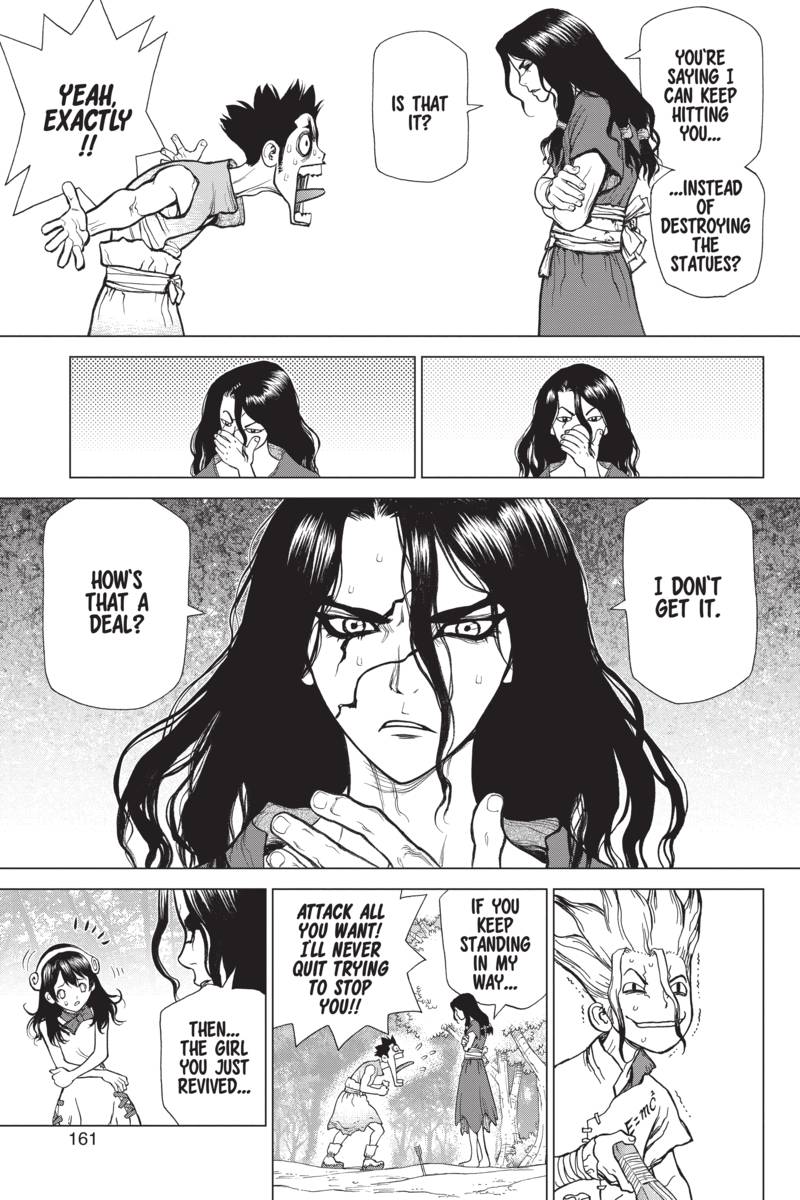 YOU'RE
SAYING I
CAN KEEP
HITTING
YOU...
...INSTEAD
OF
DESTROYING
THE
STATUES?
IS THAT
IT?
YEAH,
EXACTLY
!!
I DON'T
GET IT.
HOW'S
THAT A
DEAL?
E=mc²
IF YOU
KEEP
STANDING
IN MY
WAY...
ATTACK ALL
YOU WANT!
I'LL NEVER
QUIT TRYING
TO STOP
YOU!!
THEN...
THE GIRL
YOU JUST
REVIVED...
161